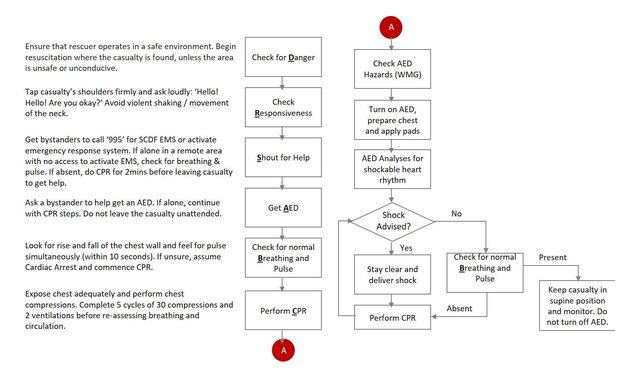 Ensure that rescuer operates in a safe environment. Begin
resuscitation where the casualty is found, unless the area
is unsafe or unconducive.
Check for Danger
Tap casualty's shoulders firmly and ask loudly: 'Hello!
Hello! Are you okay?' Avoid violent shaking / movement
of the neck.
Check
Responsiveness
Get bystanders to call '995' for SCDF EMS or activate
emergency response system. If alone in a remote area
with no access to activate EMS, check for breathing &
pulse. If absent, do CPR for 2mins before leaving casualty
to get help.
Shout for Help
Ask a bystander to help get an AED. If alone, continue
with CPR steps. Do not leave the casualty unattended.
Get AED
Look for rise and fall of the chest wall and feel for pulse
simultaneously (within 10 seconds). If unsure, assume
Cardiac Arrest and commence CPR.
Check for normal
Breathing and
Pulse
Expose chest adequately and perform chest
compressions. Complete 5 cycles of 30 compressions and
2 ventilations before re-assessing breathing and
circulation.
Perform CPR
A
A
Check AED
Hazards (WMG)
Turn on AED,
prepare chest
and apply pads
AED Analyses for
shockable heart
rhythm
Shock
Advised?
No
Yes
Stay clear and
deliver shock
Perform CPR
Check for normal
Breathing and
Pulse
Present
Absent
Keep casualty in
supine position
and monitor. Do
not turn off AED.